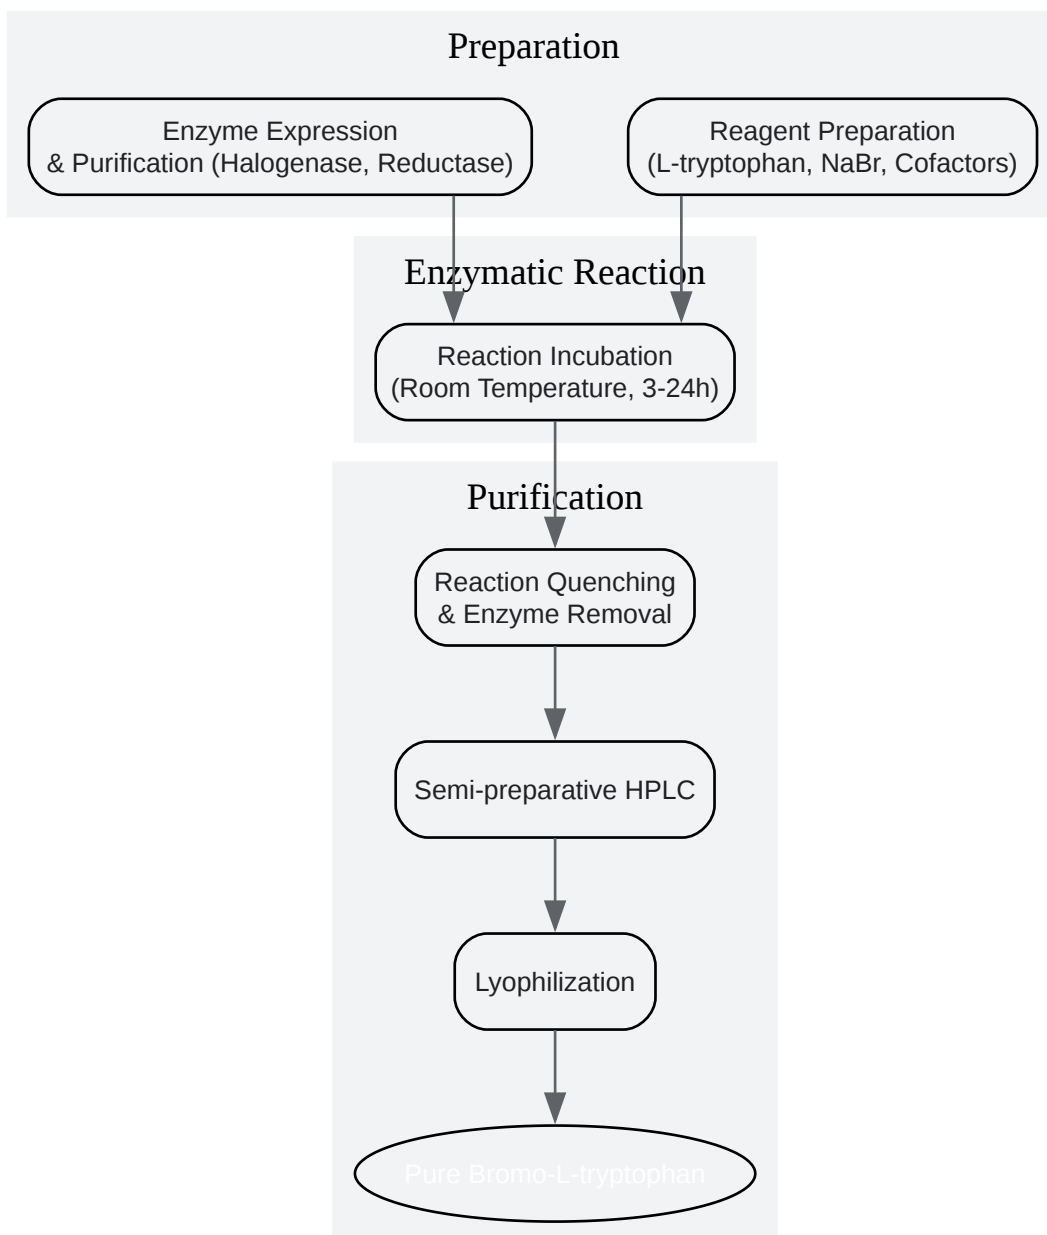 Preparation
Enzyme Expression
& Purification (Halogenase, Reductase)
Reagent Preparation
(L-tryptophan, NaBr, Cofactors)
Enzymatic Reaction
Reaction Incubation
(Room Temperature, 3-24h)
Purification
Reaction Quenching
& Enzyme Removal
Semi-preparative HPLC
Lyophilization
Pure Bromo-L-tryptophan